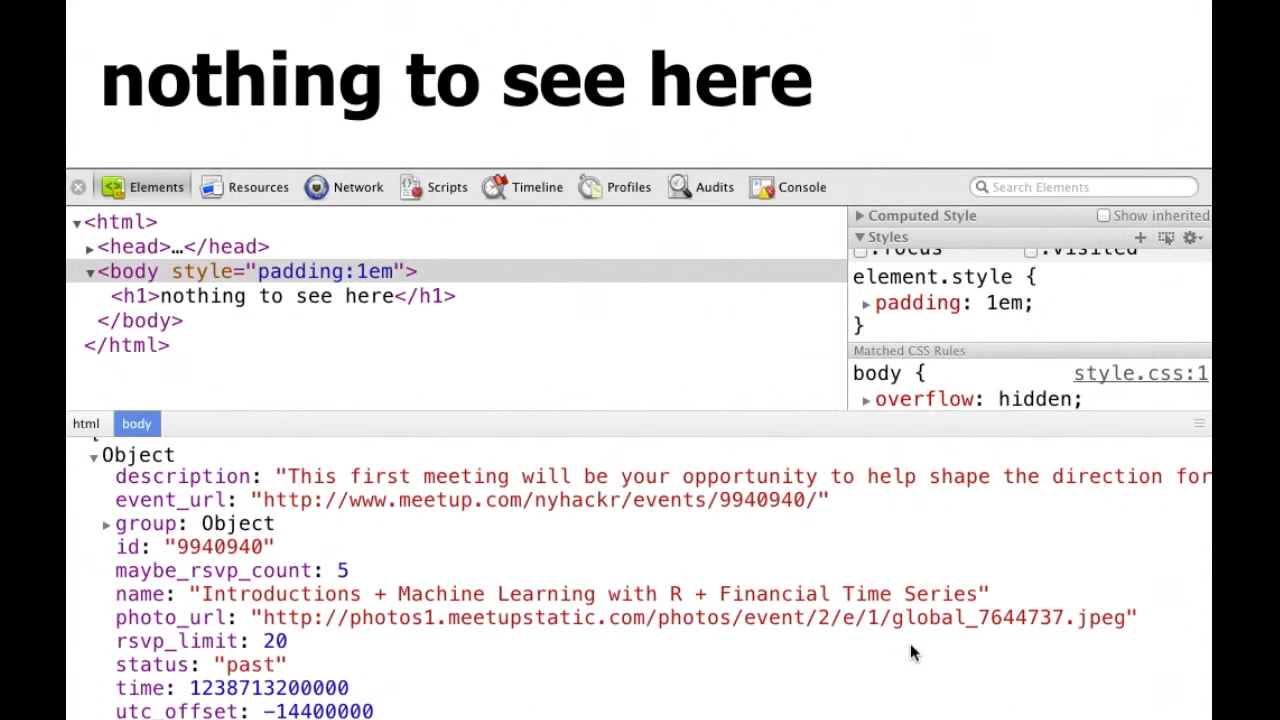 nothing to see here
Elements Resources Network Scripts Timeline Profiles Audits Console Search Elements
▼<html>
▶<head>…</head>
▼<body style="padding:1em">
<h1>nothing to see here</h1>
</body>
</html>
▶ Computed Style Show inherited
▼ Styles
:focus :visited
element.style {
▶ padding: 1em;
}
Matched CSS Rules
body { style.css:1
▶ overflow: hidden;
html body
▼Object
description: "This first meeting will be your opportunity to help shape the direction for
event_url: "http://www.meetup.com/nyhackr/events/9940940/"
▶group: Object
id: "9940940"
maybe_rsvp_count: 5
name: "Introductions + Machine Learning with R + Financial Time Series"
photo_url: "http://photos1.meetupstatic.com/photos/event/2/e/1/global_7644737.jpeg"
rsvp_limit: 20
status: "past"
time: 1238713200000
utc_offset: -14400000